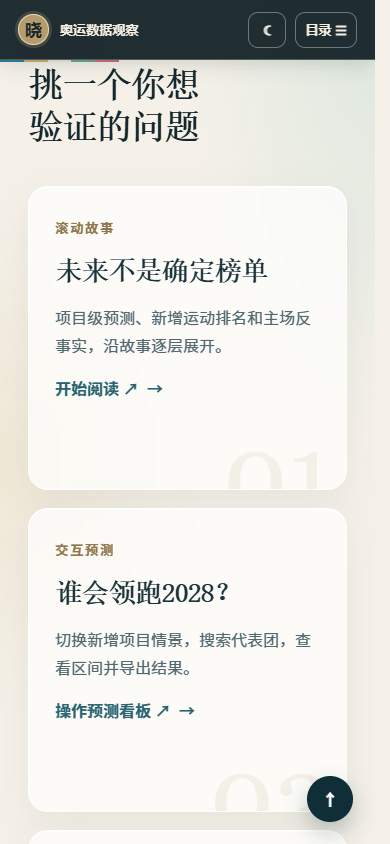 晓
奥运数据观察
目录 ☰
挑一个你想
验证的问题
滚动故事
未来不是确定榜单
项目级预测、新增运动排名和主场反
事实，沿故事逐层展开。
开始阅读 ↗ →
01
交互预测
谁会领跑2028？
切换新增项目情景，搜索代表团，查
看区间并导出结果。
操作预测看板 ↗ →
02
↑